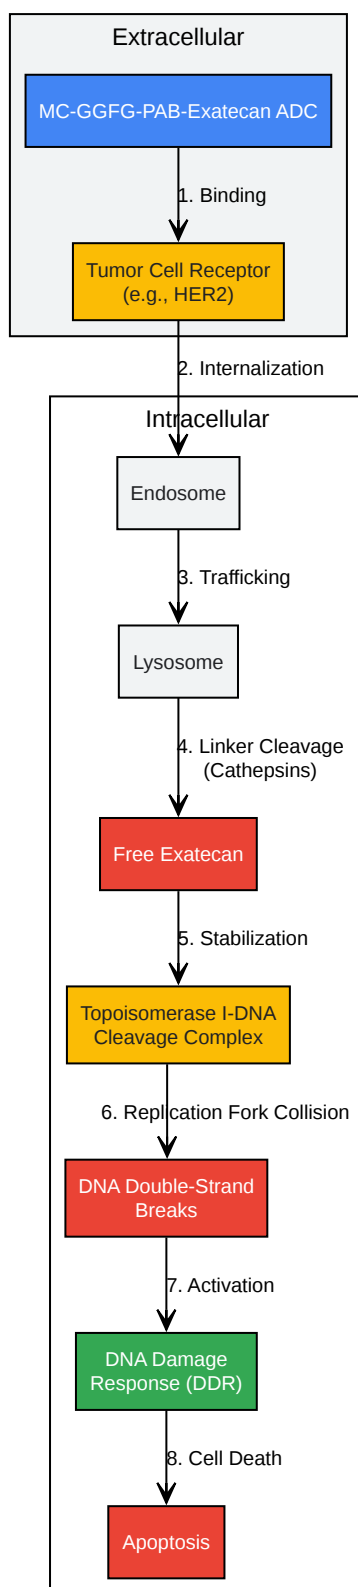 Extracellular
MC-GGFG-PAB-Exatecan ADC
1. Binding
Tumor Cell Receptor
(e.g., HER2)
2. Internalization
Intracellular
Endosome
3. Trafficking
Lysosome
4. Linker Cleavage
(Cathepsins)
Free Exatecan
5. Stabilization
Topoisomerase I-DNA
Cleavage Complex
6. Replication Fork Collision
DNA Double-Strand
Breaks
7. Activation
DNA Damage
Response (DDR)
8. Cell Death
Apoptosis